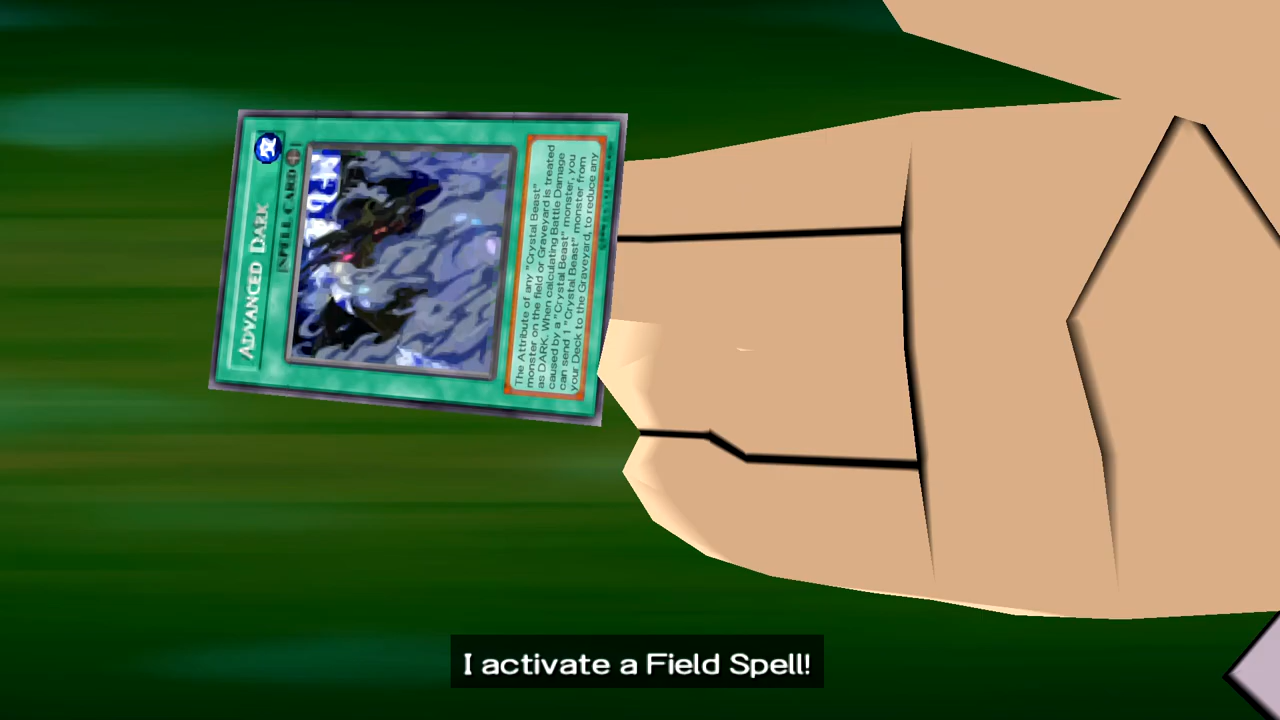 ADVANCED DARK
SPELL CARD
The Attribute of any "Crystal Beast"
monster on the field or Graveyard is treated
as DARK. When calculating Battle Damage
caused by a "Crystal Beast" monster, you
can send 1 "Crystal Beast" monster from
your Deck to the Graveyard, to reduce any
I activate a Field Spell!